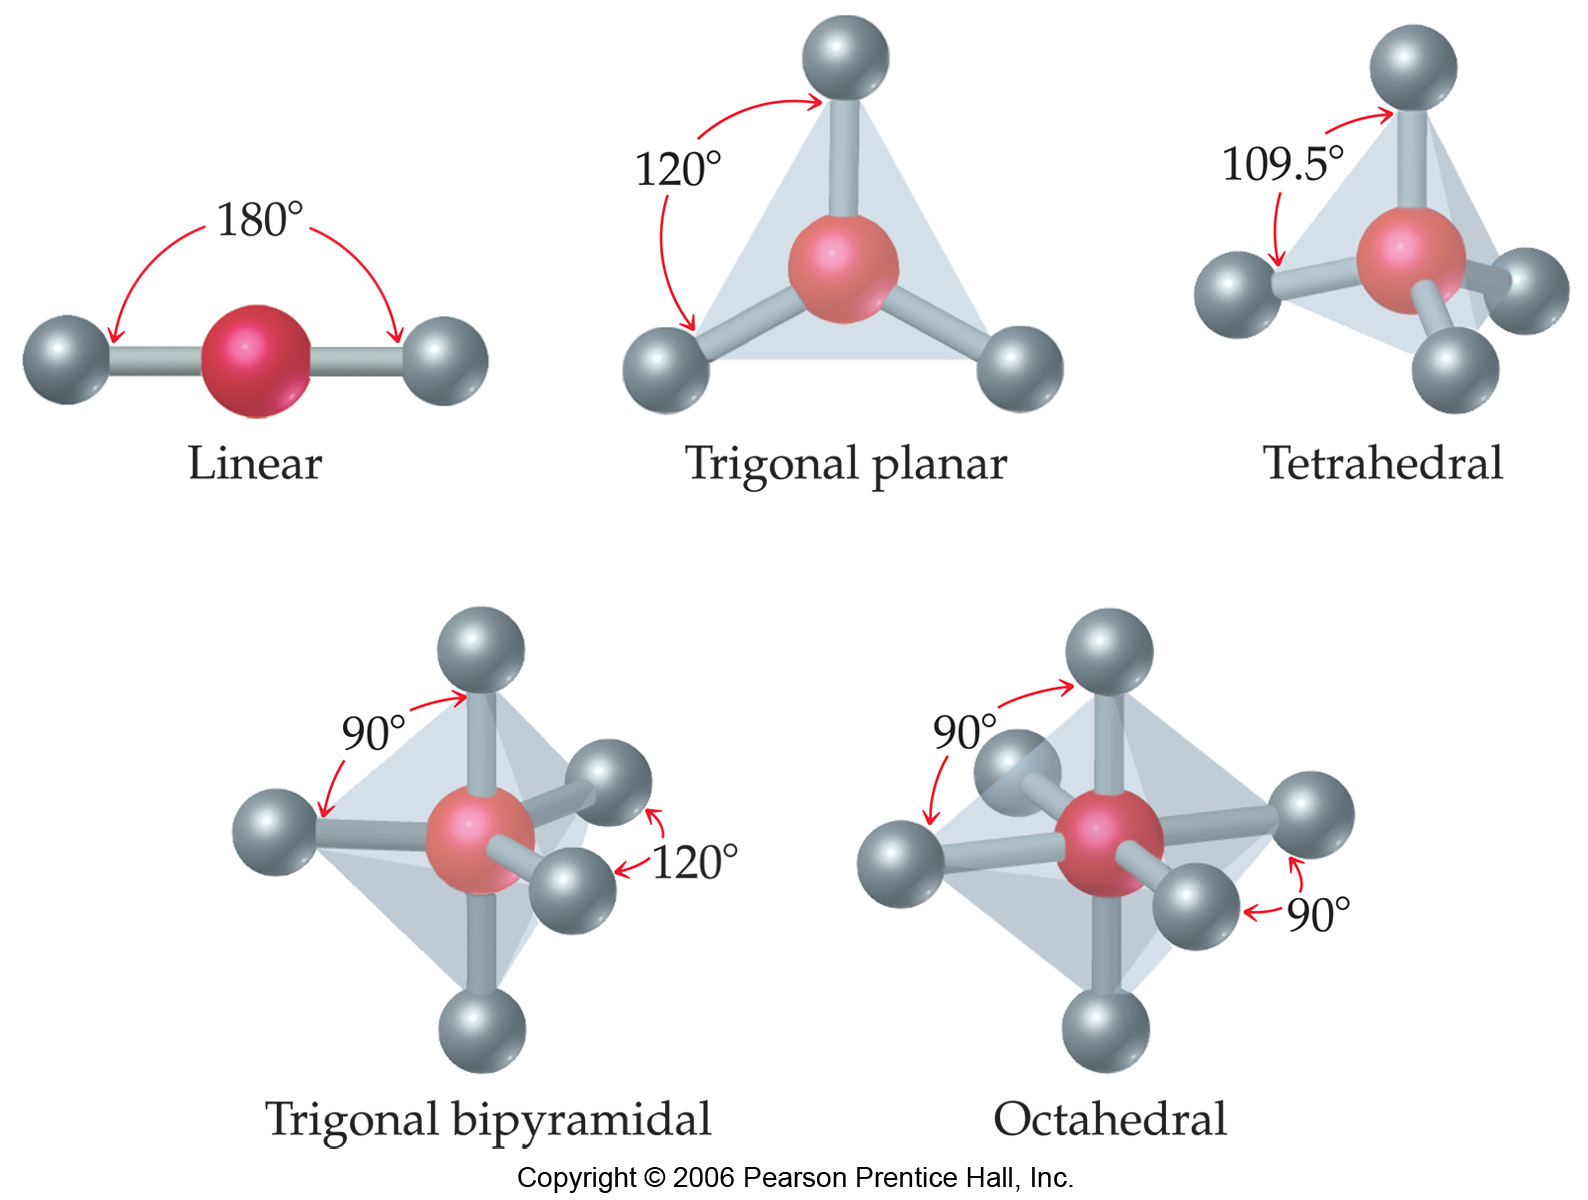 180°
120°
109.5°
Linear
Trigonal planar
Tetrahedral
90°
120°
90°
90°
Trigonal bipyramidal
Octahedral
Copyright © 2006 Pearson Prentice Hall, Inc.